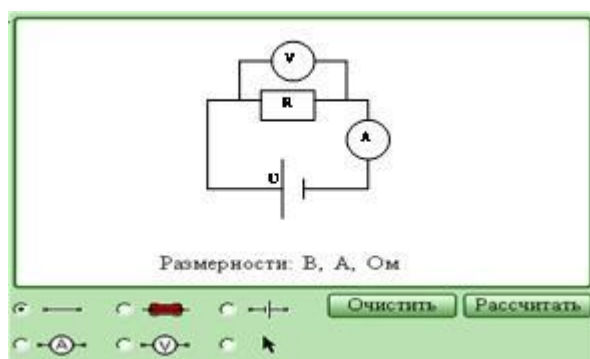 V
R
A
U
Размерности: В, А, Ом
Очистить Рассчитать
A V